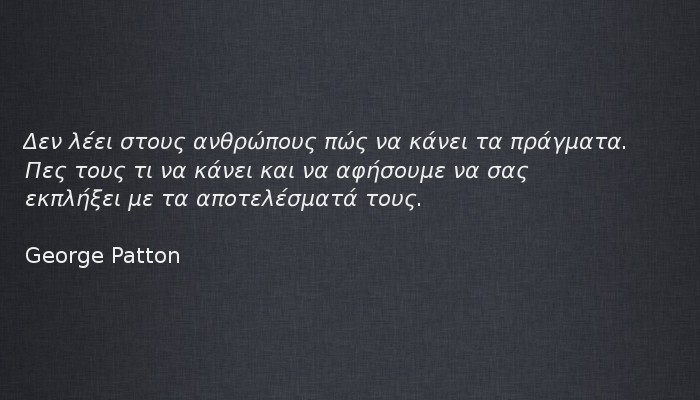 Δεν λέει στους ανθρώπους πώς να κάνει τα πράγματα.
Πες τους τι να κάνει και να αφήσουμε να σας
εκπλήξει με τα αποτελέσματά τους.
George Patton